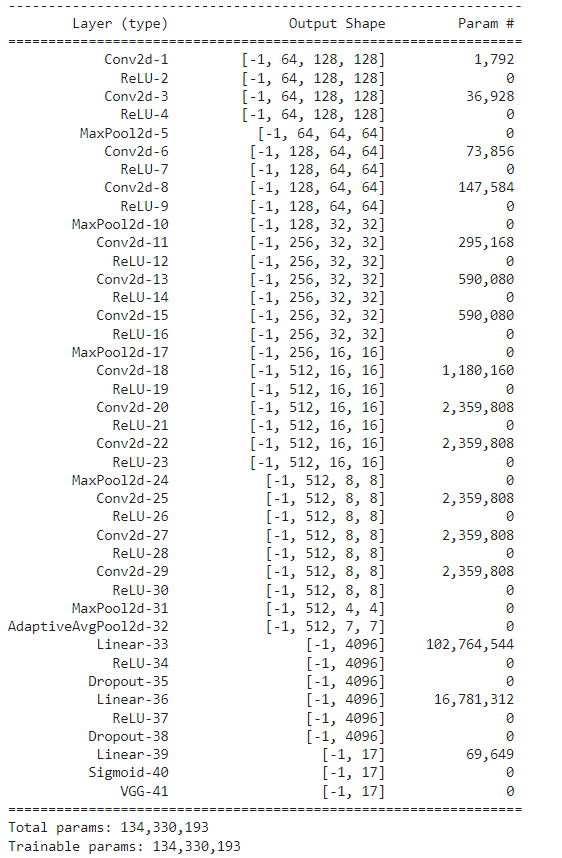 ----------------------------------------------------------------
Layer (type) Output Shape Param #
================================================================
Conv2d-1 [-1, 64, 128, 128] 1,792
ReLU-2 [-1, 64, 128, 128] 0
Conv2d-3 [-1, 64, 128, 128] 36,928
ReLU-4 [-1, 64, 128, 128] 0
MaxPool2d-5 [-1, 64, 64, 64] 0
Conv2d-6 [-1, 128, 64, 64] 73,856
ReLU-7 [-1, 128, 64, 64] 0
Conv2d-8 [-1, 128, 64, 64] 147,584
ReLU-9 [-1, 128, 64, 64] 0
MaxPool2d-10 [-1, 128, 32, 32] 0
Conv2d-11 [-1, 256, 32, 32] 295,168
ReLU-12 [-1, 256, 32, 32] 0
Conv2d-13 [-1, 256, 32, 32] 590,080
ReLU-14 [-1, 256, 32, 32] 0
Conv2d-15 [-1, 256, 32, 32] 590,080
ReLU-16 [-1, 256, 32, 32] 0
MaxPool2d-17 [-1, 256, 16, 16] 0
Conv2d-18 [-1, 512, 16, 16] 1,180,160
ReLU-19 [-1, 512, 16, 16] 0
Conv2d-20 [-1, 512, 16, 16] 2,359,808
ReLU-21 [-1, 512, 16, 16] 0
Conv2d-22 [-1, 512, 16, 16] 2,359,808
ReLU-23 [-1, 512, 16, 16] 0
MaxPool2d-24 [-1, 512, 8, 8] 0
Conv2d-25 [-1, 512, 8, 8] 2,359,808
ReLU-26 [-1, 512, 8, 8] 0
Conv2d-27 [-1, 512, 8, 8] 2,359,808
ReLU-28 [-1, 512, 8, 8] 0
Conv2d-29 [-1, 512, 8, 8] 2,359,808
ReLU-30 [-1, 512, 8, 8] 0
MaxPool2d-31 [-1, 512, 4, 4] 0
AdaptiveAvgPool2d-32 [-1, 512, 7, 7] 0
Linear-33 [-1, 4096] 102,764,544
ReLU-34 [-1, 4096] 0
Dropout-35 [-1, 4096] 0
Linear-36 [-1, 4096] 16,781,312
ReLU-37 [-1, 4096] 0
Dropout-38 [-1, 4096] 0
Linear-39 [-1, 17] 69,649
Sigmoid-40 [-1, 17] 0
VGG-41 [-1, 17] 0
================================================================
Total params: 134,330,193
Trainable params: 134,330,193